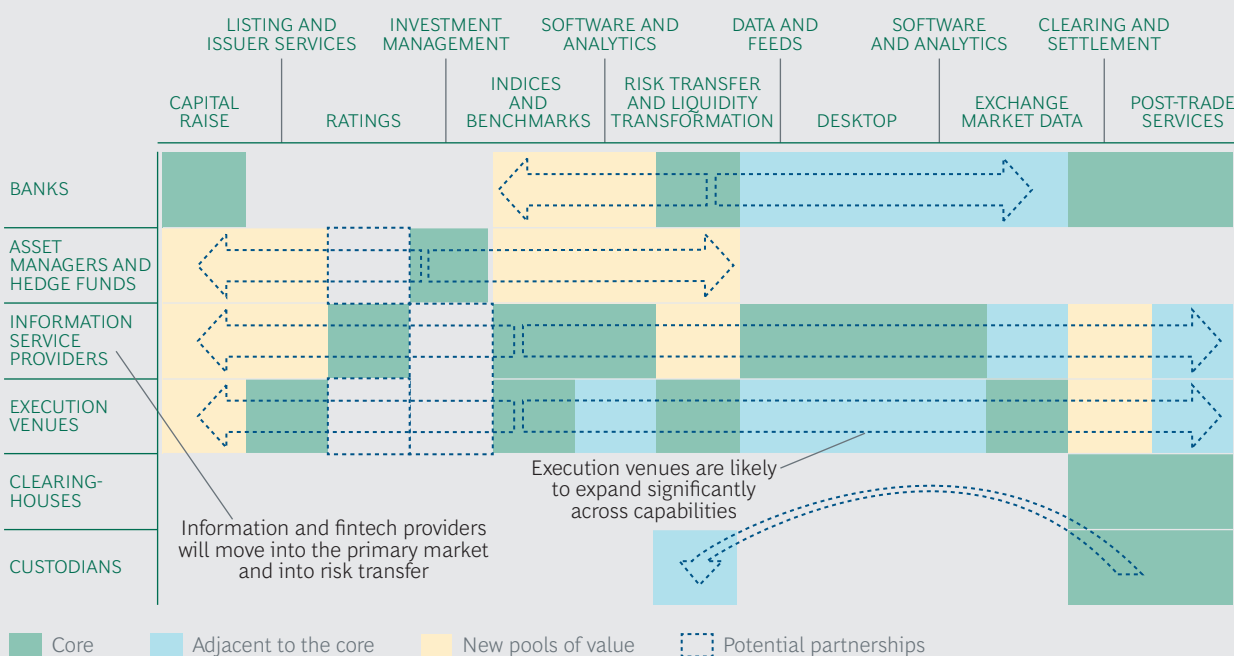 LISTING AND
ISSUER SERVICES
INVESTMENT
MANAGEMENT
SOFTWARE AND
ANALYTICS
DATA AND
FEEDS
SOFTWARE
AND ANALYTICS
CLEARING AND
SETTLEMENT
CAPITAL
RAISE
RATINGS
INDICES
AND
BENCHMARKS
RISK TRANSFER
AND LIQUIDITY
TRANSFORMATION
DESKTOP
EXCHANGE
MARKET DATA
POST-TRADE
SERVICES
BANKS
ASSET
MANAGERS AND
HEDGE FUNDS
INFORMATION
SERVICE
PROVIDERS
EXECUTION
VENUES
CLEARING-
HOUSES
CUSTODIANS
Execution venues are likely
to expand significantly
across capabilities
Information and fintech providers
will move into the primary market
and into risk transfer
Core
Adjacent to the core
New pools of value
Potential partnerships